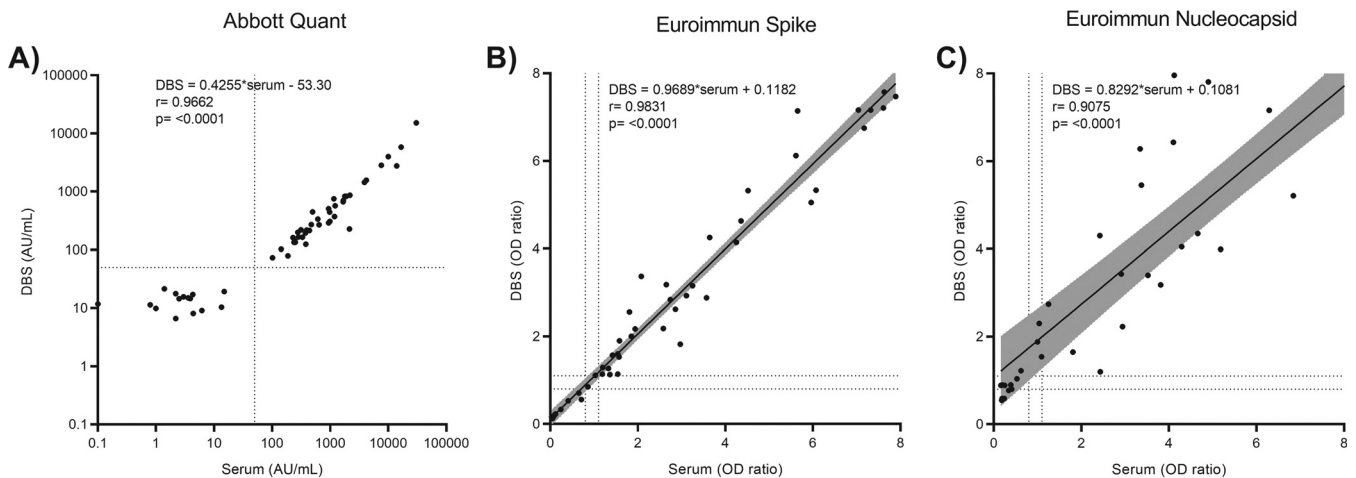 Abbott Quant
A)
DBS = 0.4255*serum - 53.30
r= 0.9662
p= <0.0001
100000
10000
1000
100
10
1
0.1
DBS (AU/mL)
0.1
1
10
100
1000
10000
100000
Serum (AU/mL)
Euroimmun Spike
B)
DBS = 0.9689*serum + 0.1182
r= 0.9831
p= <0.0001
8
6
4
2
0
DBS (OD ratio)
0
2
4
6
8
Serum (OD ratio)
Euroimmun Nucleocapsid
C)
DBS = 0.8292*serum + 0.1081
r= 0.9075
p= <0.0001
8
6
4
2
0
DBS (OD ratio)
0
2
4
6
8
Serum (OD ratio)